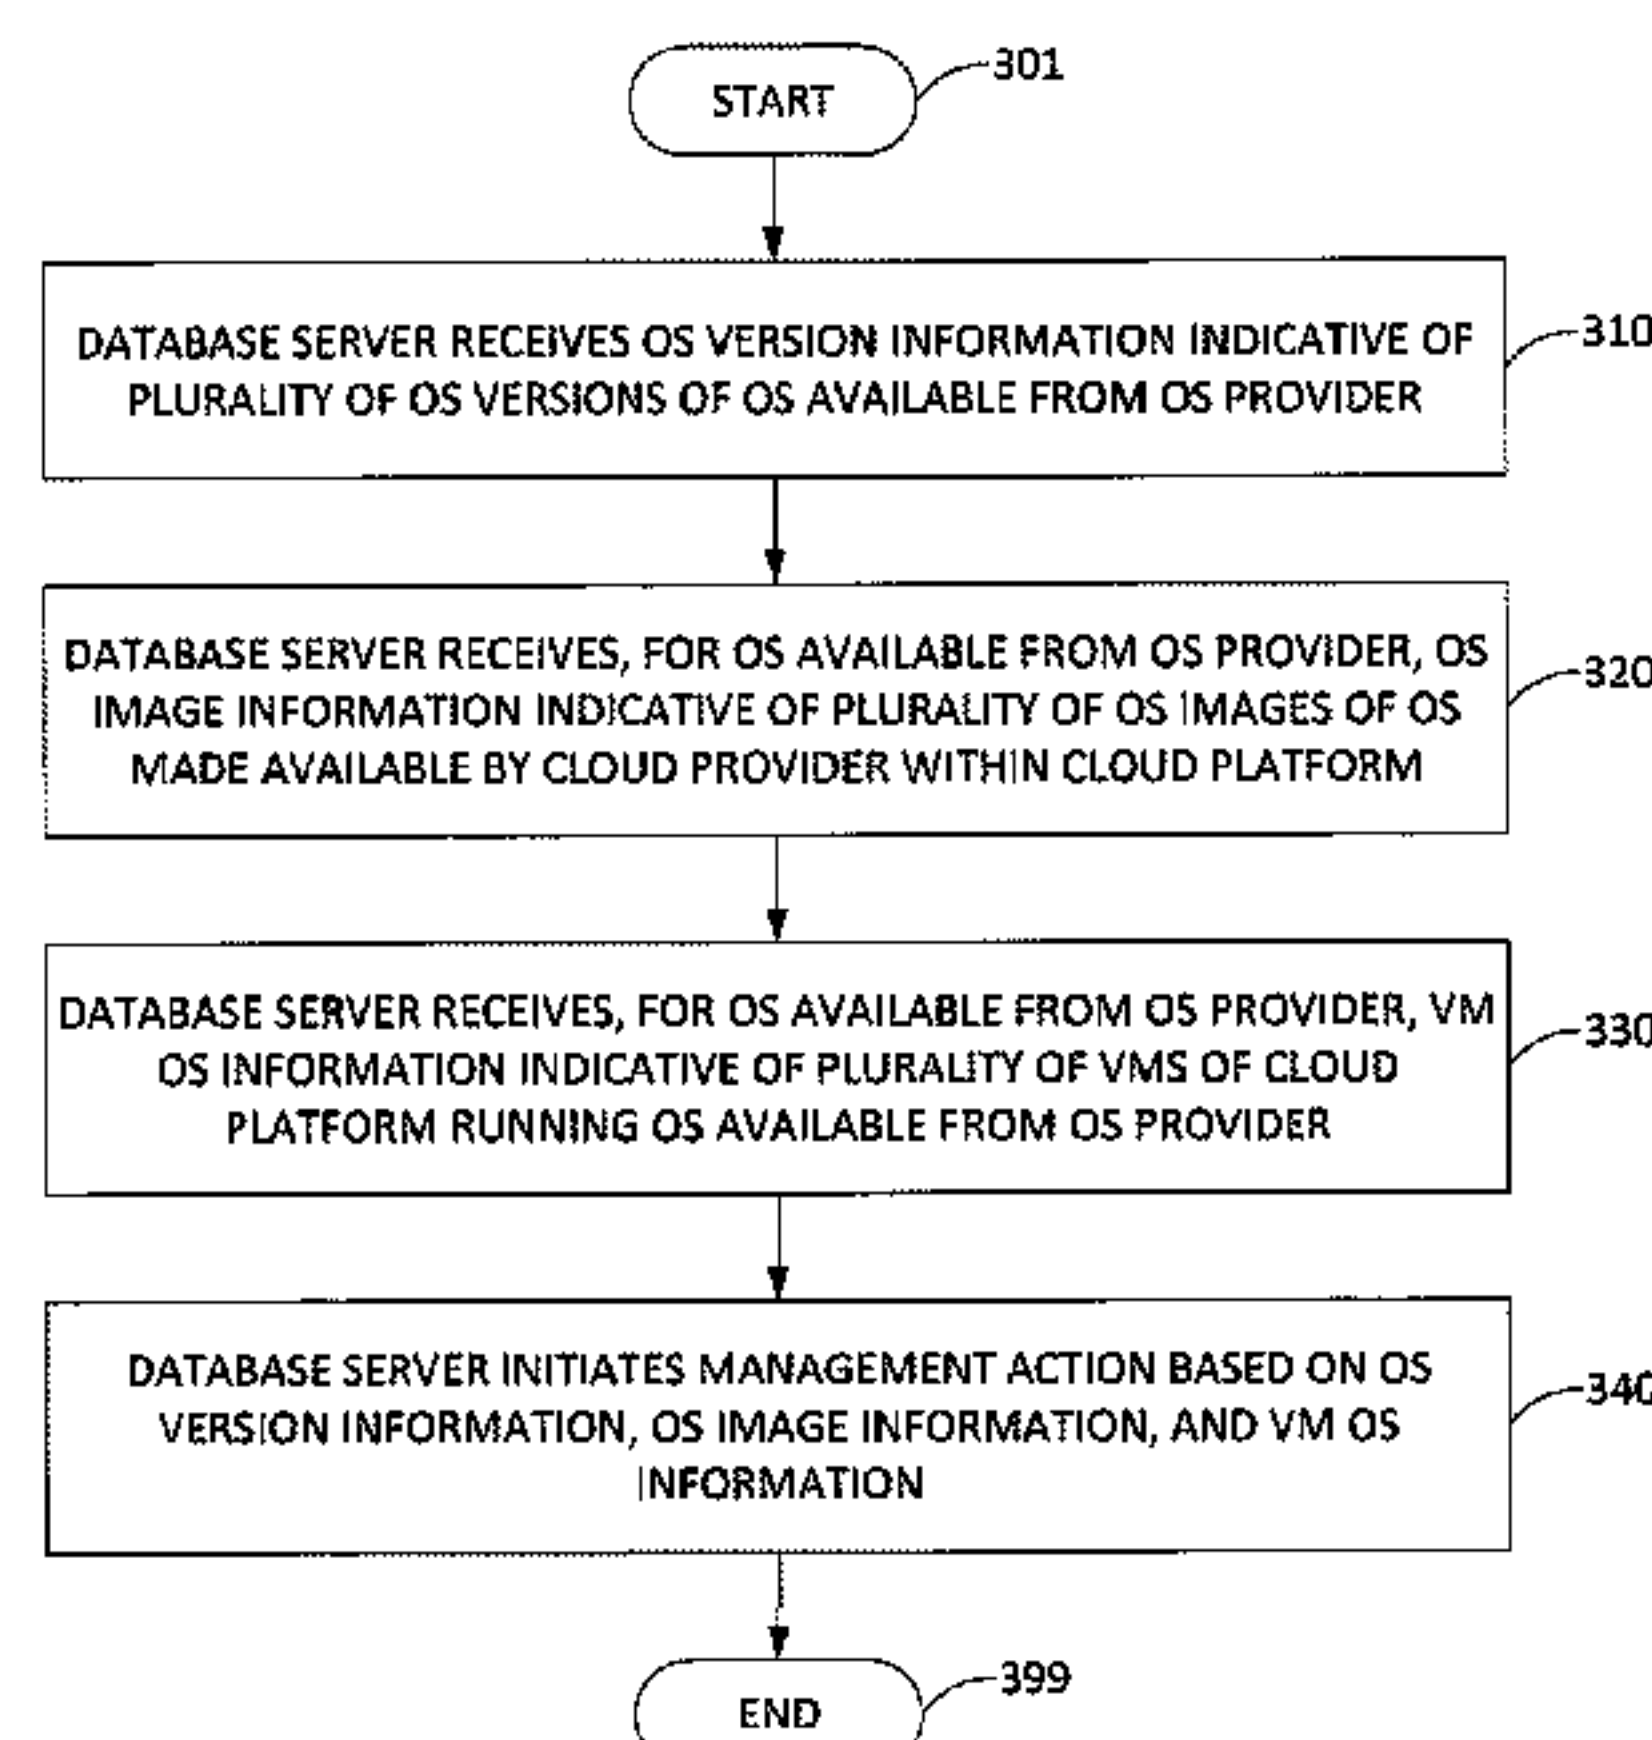 301
START
310
DATABASE SERVER RECEIVES OS VERSION INFORMATION INDICATIVE OF
PLURALITY OF OS VERSIONS OF OS AVAILABLE FROM OS PROVIDER
320
DATABASE SERVER RECEIVES, FOR OS AVAILABLE FROM OS PROVIDER, OS
IMAGE INFORMATION INDICATIVE OF PLURALITY OF OS IMAGES OF OS
MADE AVAILABLE BY CLOUD PROVIDER WITHIN CLOUD PLATFORM
330
DATABASE SERVER RECEIVES, FOR OS AVAILABLE FROM OS PROVIDER, VM
OS INFORMATION INDICATIVE OF PLURALITY OF VMS OF CLOUD
PLATFORM RUNNING OS AVAILABLE FROM OS PROVIDER
340
DATABASE SERVER INITIATES MANAGEMENT ACTION BASED ON OS
VERSION INFORMATION, OS IMAGE INFORMATION, AND VM OS
INFORMATION
399
END